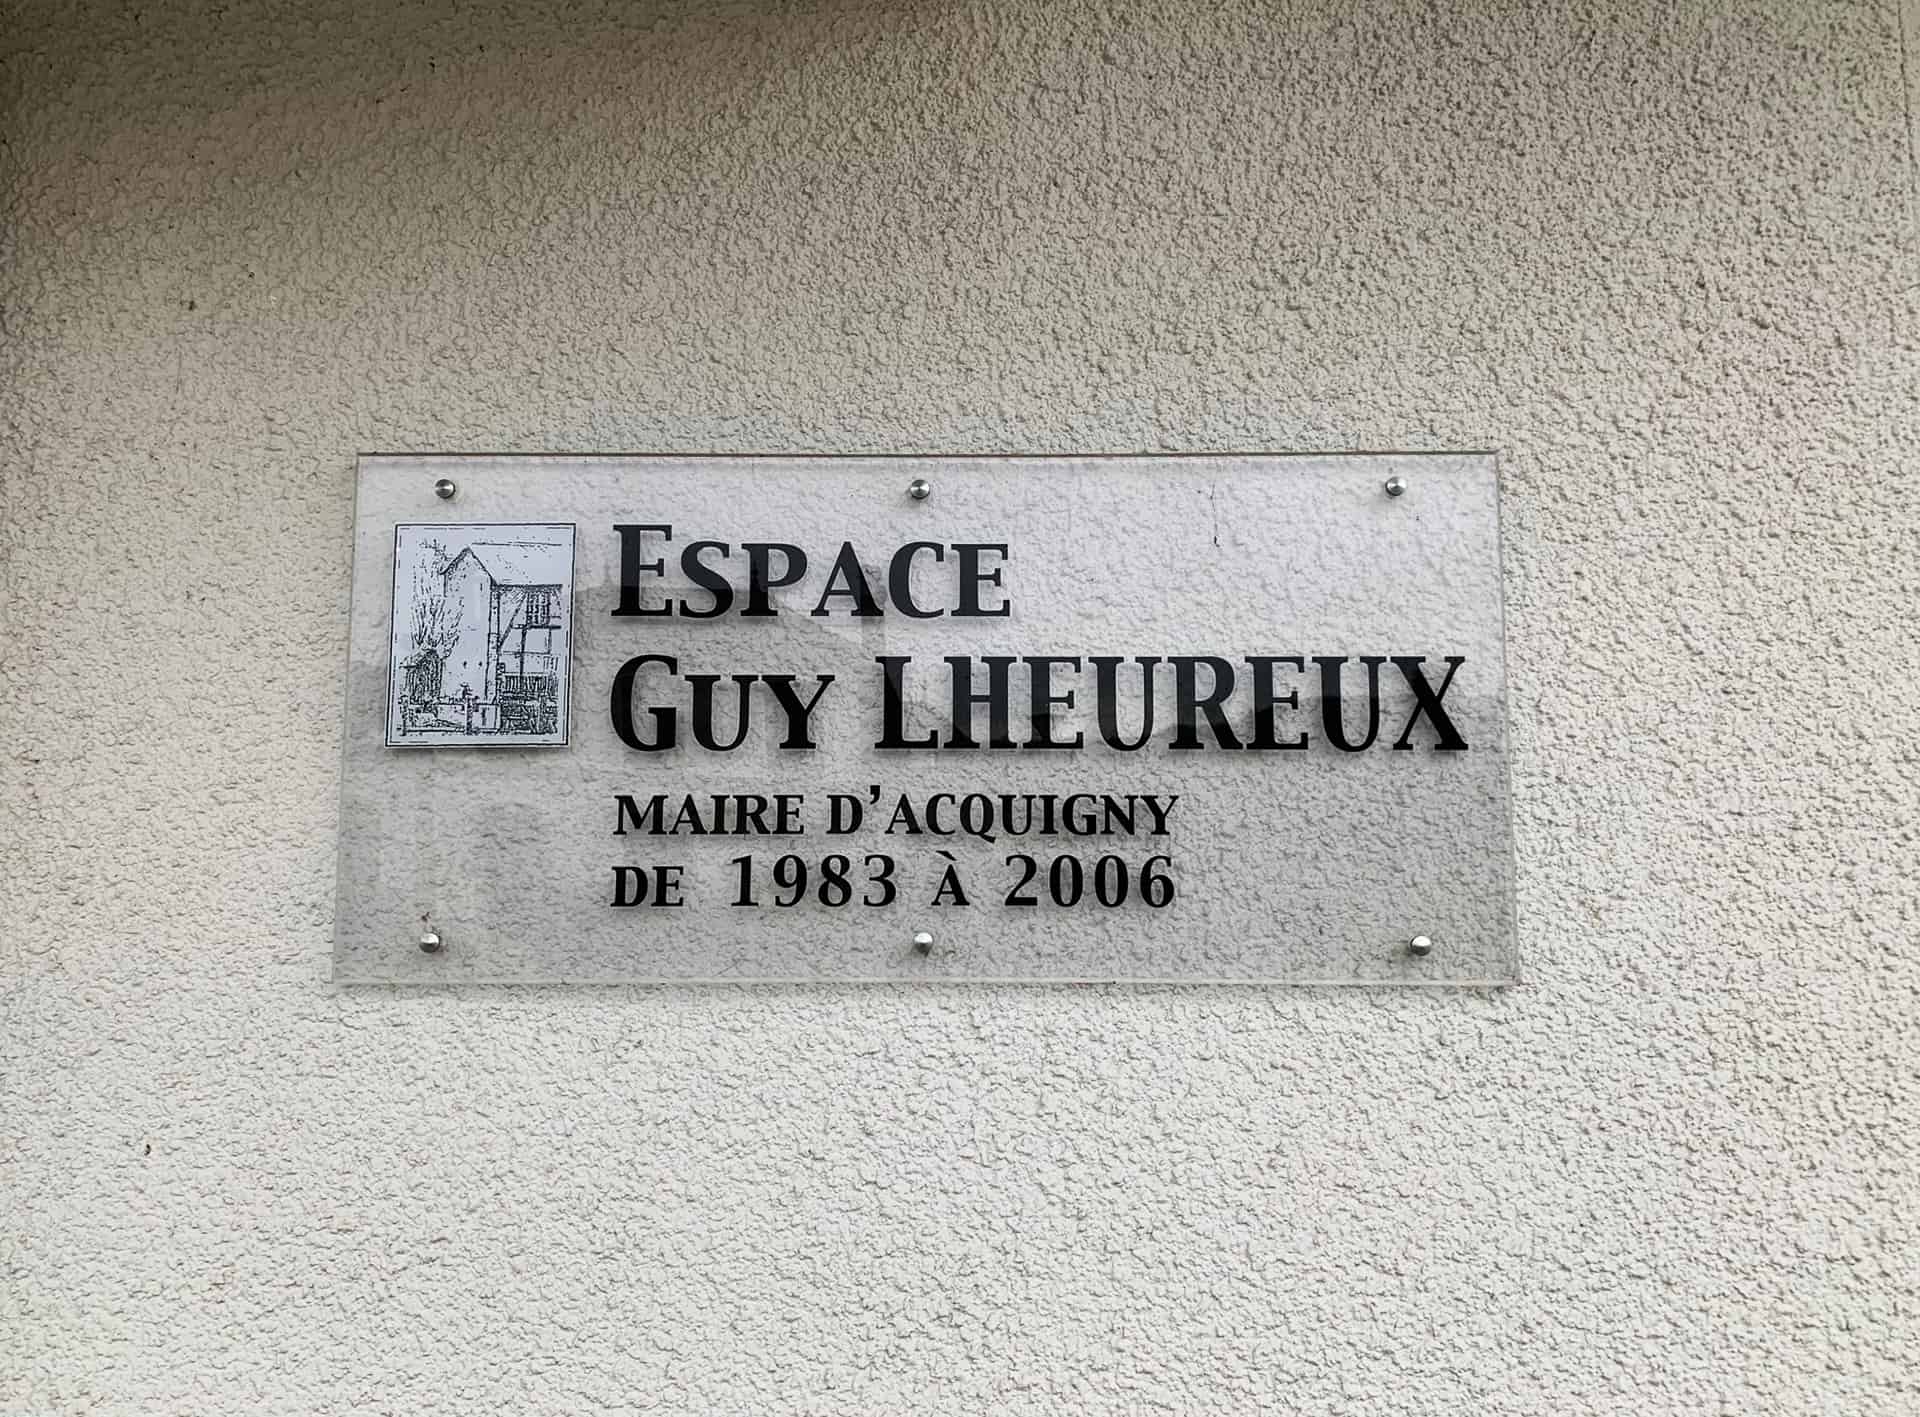 ESPACE
GUY LHEUREUX
MAIRE D'ACQUIGNY
DE 1983 À 2006